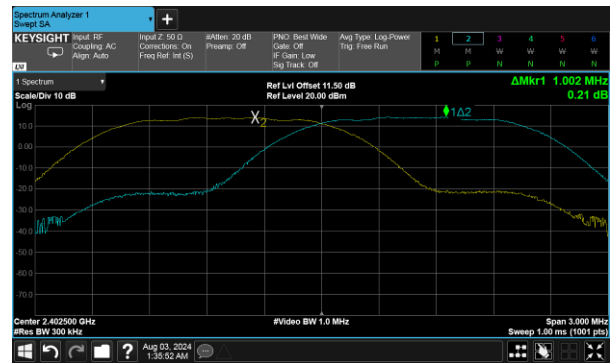 Spectrum Analyzer 1
Swept SA
KEYSIGHT
Input: RF
Coupling: AC
Align: Auto
Input Z: 50 Ω
Corrections: On
Freq Ref: Int (S)
#Atten: 20 dB
Preamp: Off
PNO: Best Wide
Gate: Off
IF Gain: Low
Sig Track: Off
Avg Type: Log-Power
Trig: Free Run
1 2 3 4 5 6
M M W W W W
P P N N N N
LXI
1 Spectrum
Scale/Div 10 dB
Ref Lvl Offset 11.50 dB
Ref Level 20.00 dBm
ΔMkr1 1.002 MHz
0.21 dB
Log
10.0
0.00
-10.0
-20.0
-30.0
-40.0
-50.0
-60.0
-70.0
X2
1Δ2
Center 2.402500 GHz
#Res BW 300 kHz
#Video BW 1.0 MHz
Span 3.000 MHz
Sweep 1.00 ms (1001 pts)
Aug 03, 2024
1:35:52 AM